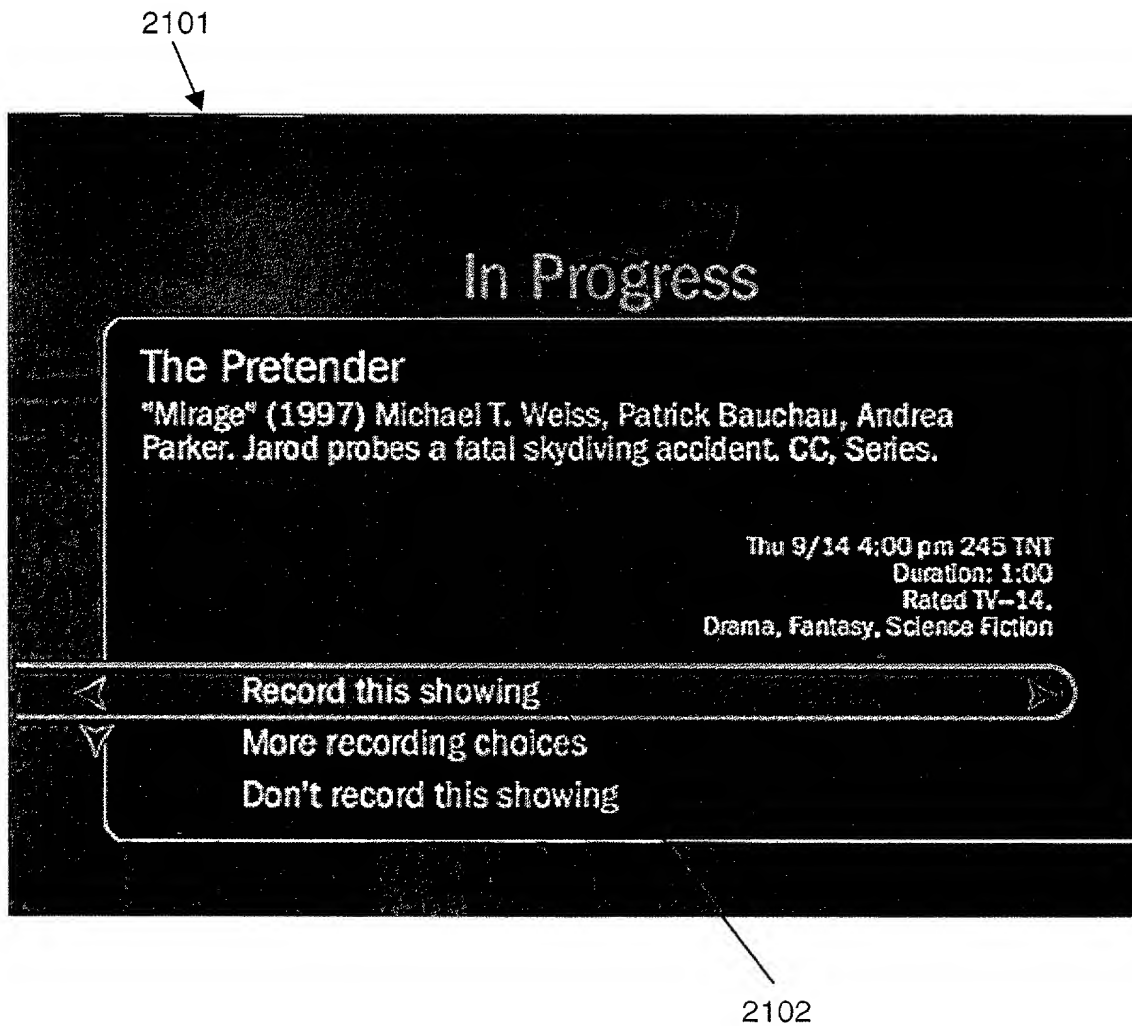 2101
In Progress
The Pretender
"Mirage" (1997) Michael T. Weiss, Patrick Bauchau, Andrea
Parker. Jarod probes a fatal skydiving accident. CC, Series.
Thu 9/14 4:00 pm 245 TNT
Duration: 1:00
Rated TV-14.
Drama, Fantasy, Science Fiction
Record this showing
More recording choices
Don't record this showing
2102